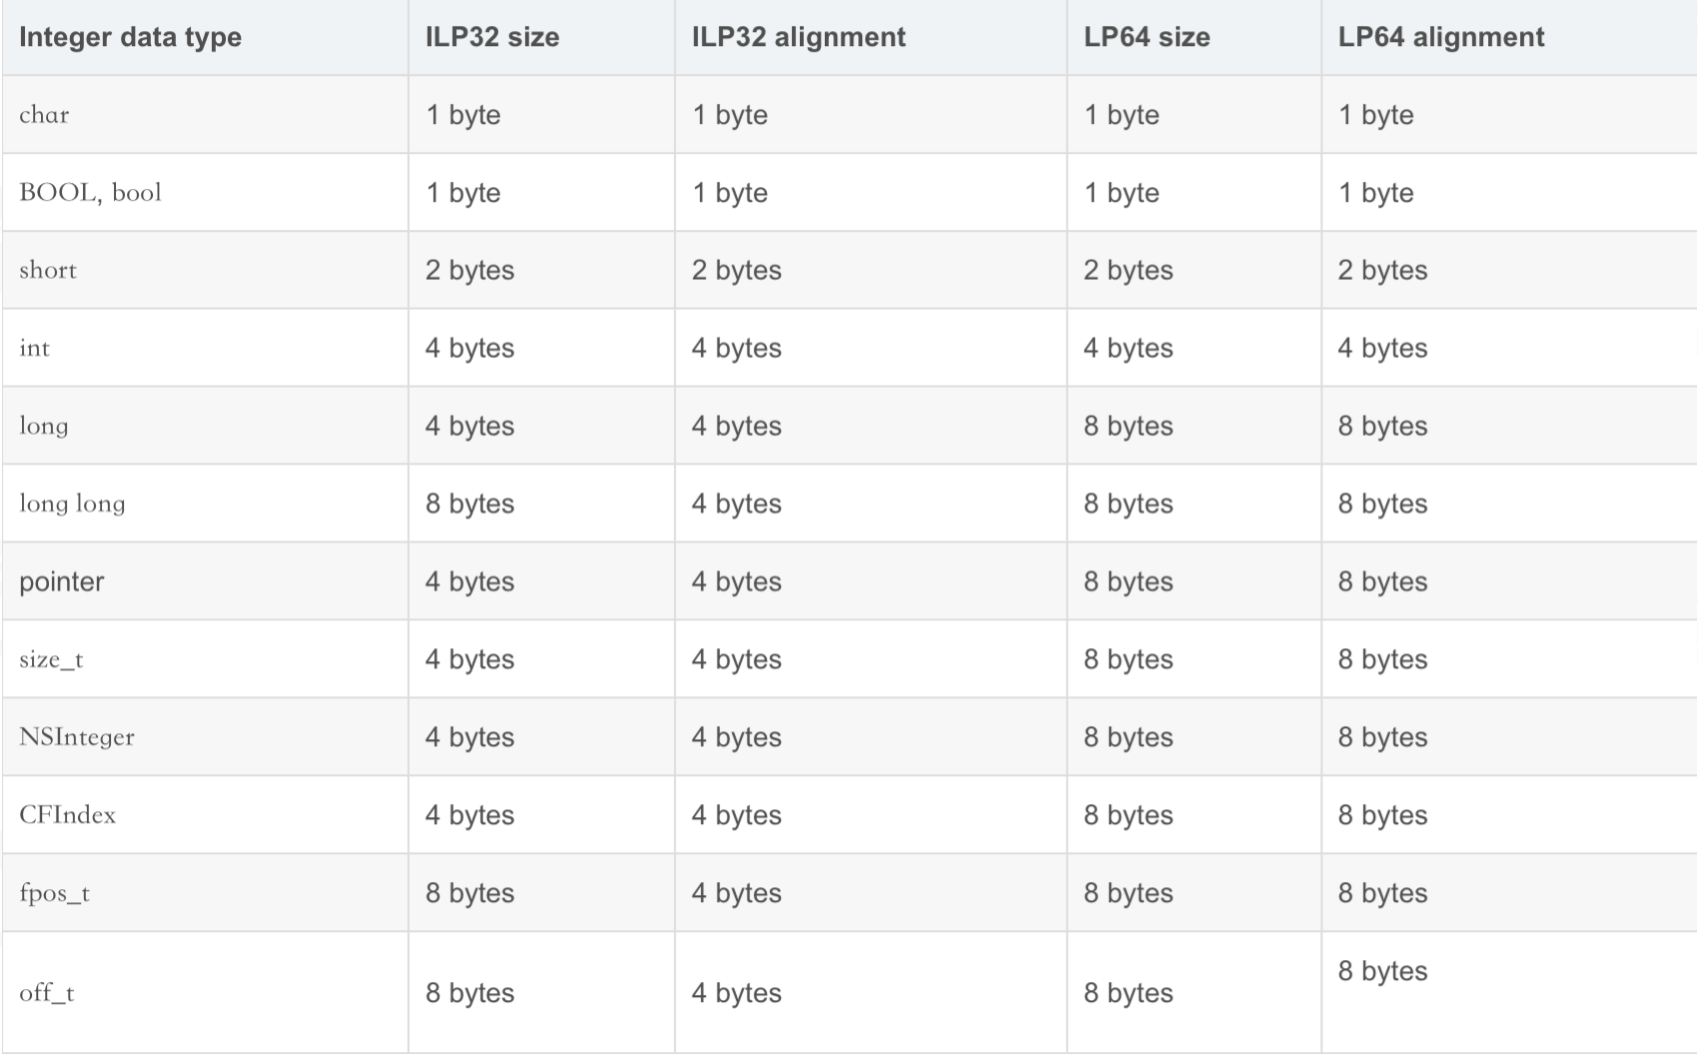 Integer data type ILP32 size ILP32 alignment LP64 size LP64 alignment
char 1 byte 1 byte 1 byte 1 byte
BOOL, bool 1 byte 1 byte 1 byte 1 byte
short 2 bytes 2 bytes 2 bytes 2 bytes
int 4 bytes 4 bytes 4 bytes 4 bytes
long 4 bytes 4 bytes 8 bytes 8 bytes
long long 8 bytes 4 bytes 8 bytes 8 bytes
pointer 4 bytes 4 bytes 8 bytes 8 bytes
size_t 4 bytes 4 bytes 8 bytes 8 bytes
NSInteger 4 bytes 4 bytes 8 bytes 8 bytes
CFIndex 4 bytes 4 bytes 8 bytes 8 bytes
fpos_t 8 bytes 4 bytes 8 bytes 8 bytes
off_t 8 bytes 4 bytes 8 bytes 8 bytes